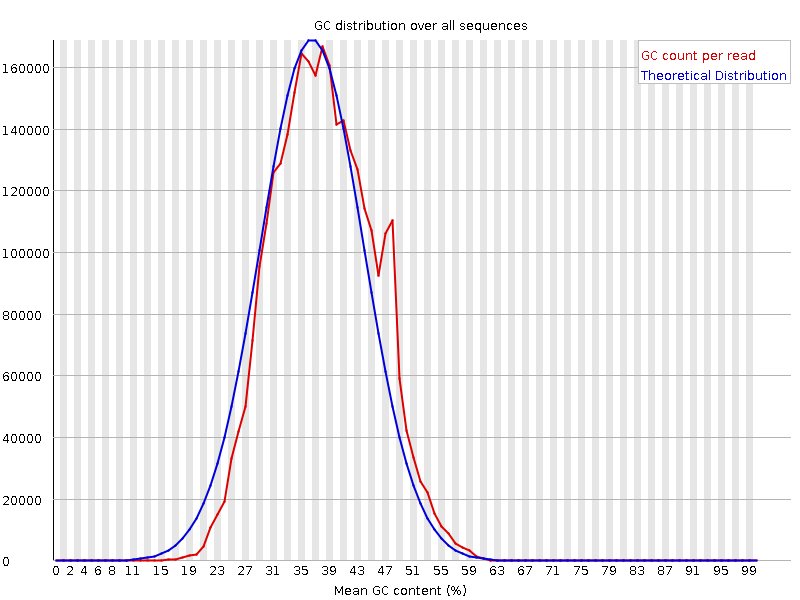 GC distribution over all sequences
GC count per read
Theoretical Distribution
160000
140000
120000
100000
80000
60000
40000
20000
0
0 2 4 6 8 11 15 19 23 27 31 35 39 43 47 51 55 59 63 67 71 75 79 83 87 91 95 99
Mean GC content (%)